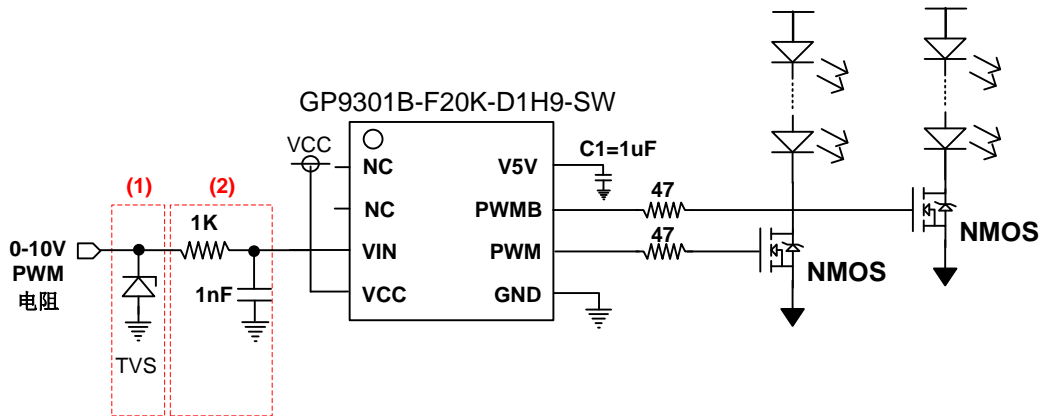 GP9301B-F20K-D1H9-SW
VCC
NC
V5V
C1=1uF
(1)
(2)
NC
PWMB
47
1K
0-10V
PWM
电阻
VIN
PWM
47
NMOS
NMOS
1nF
VCC
GND
TVS